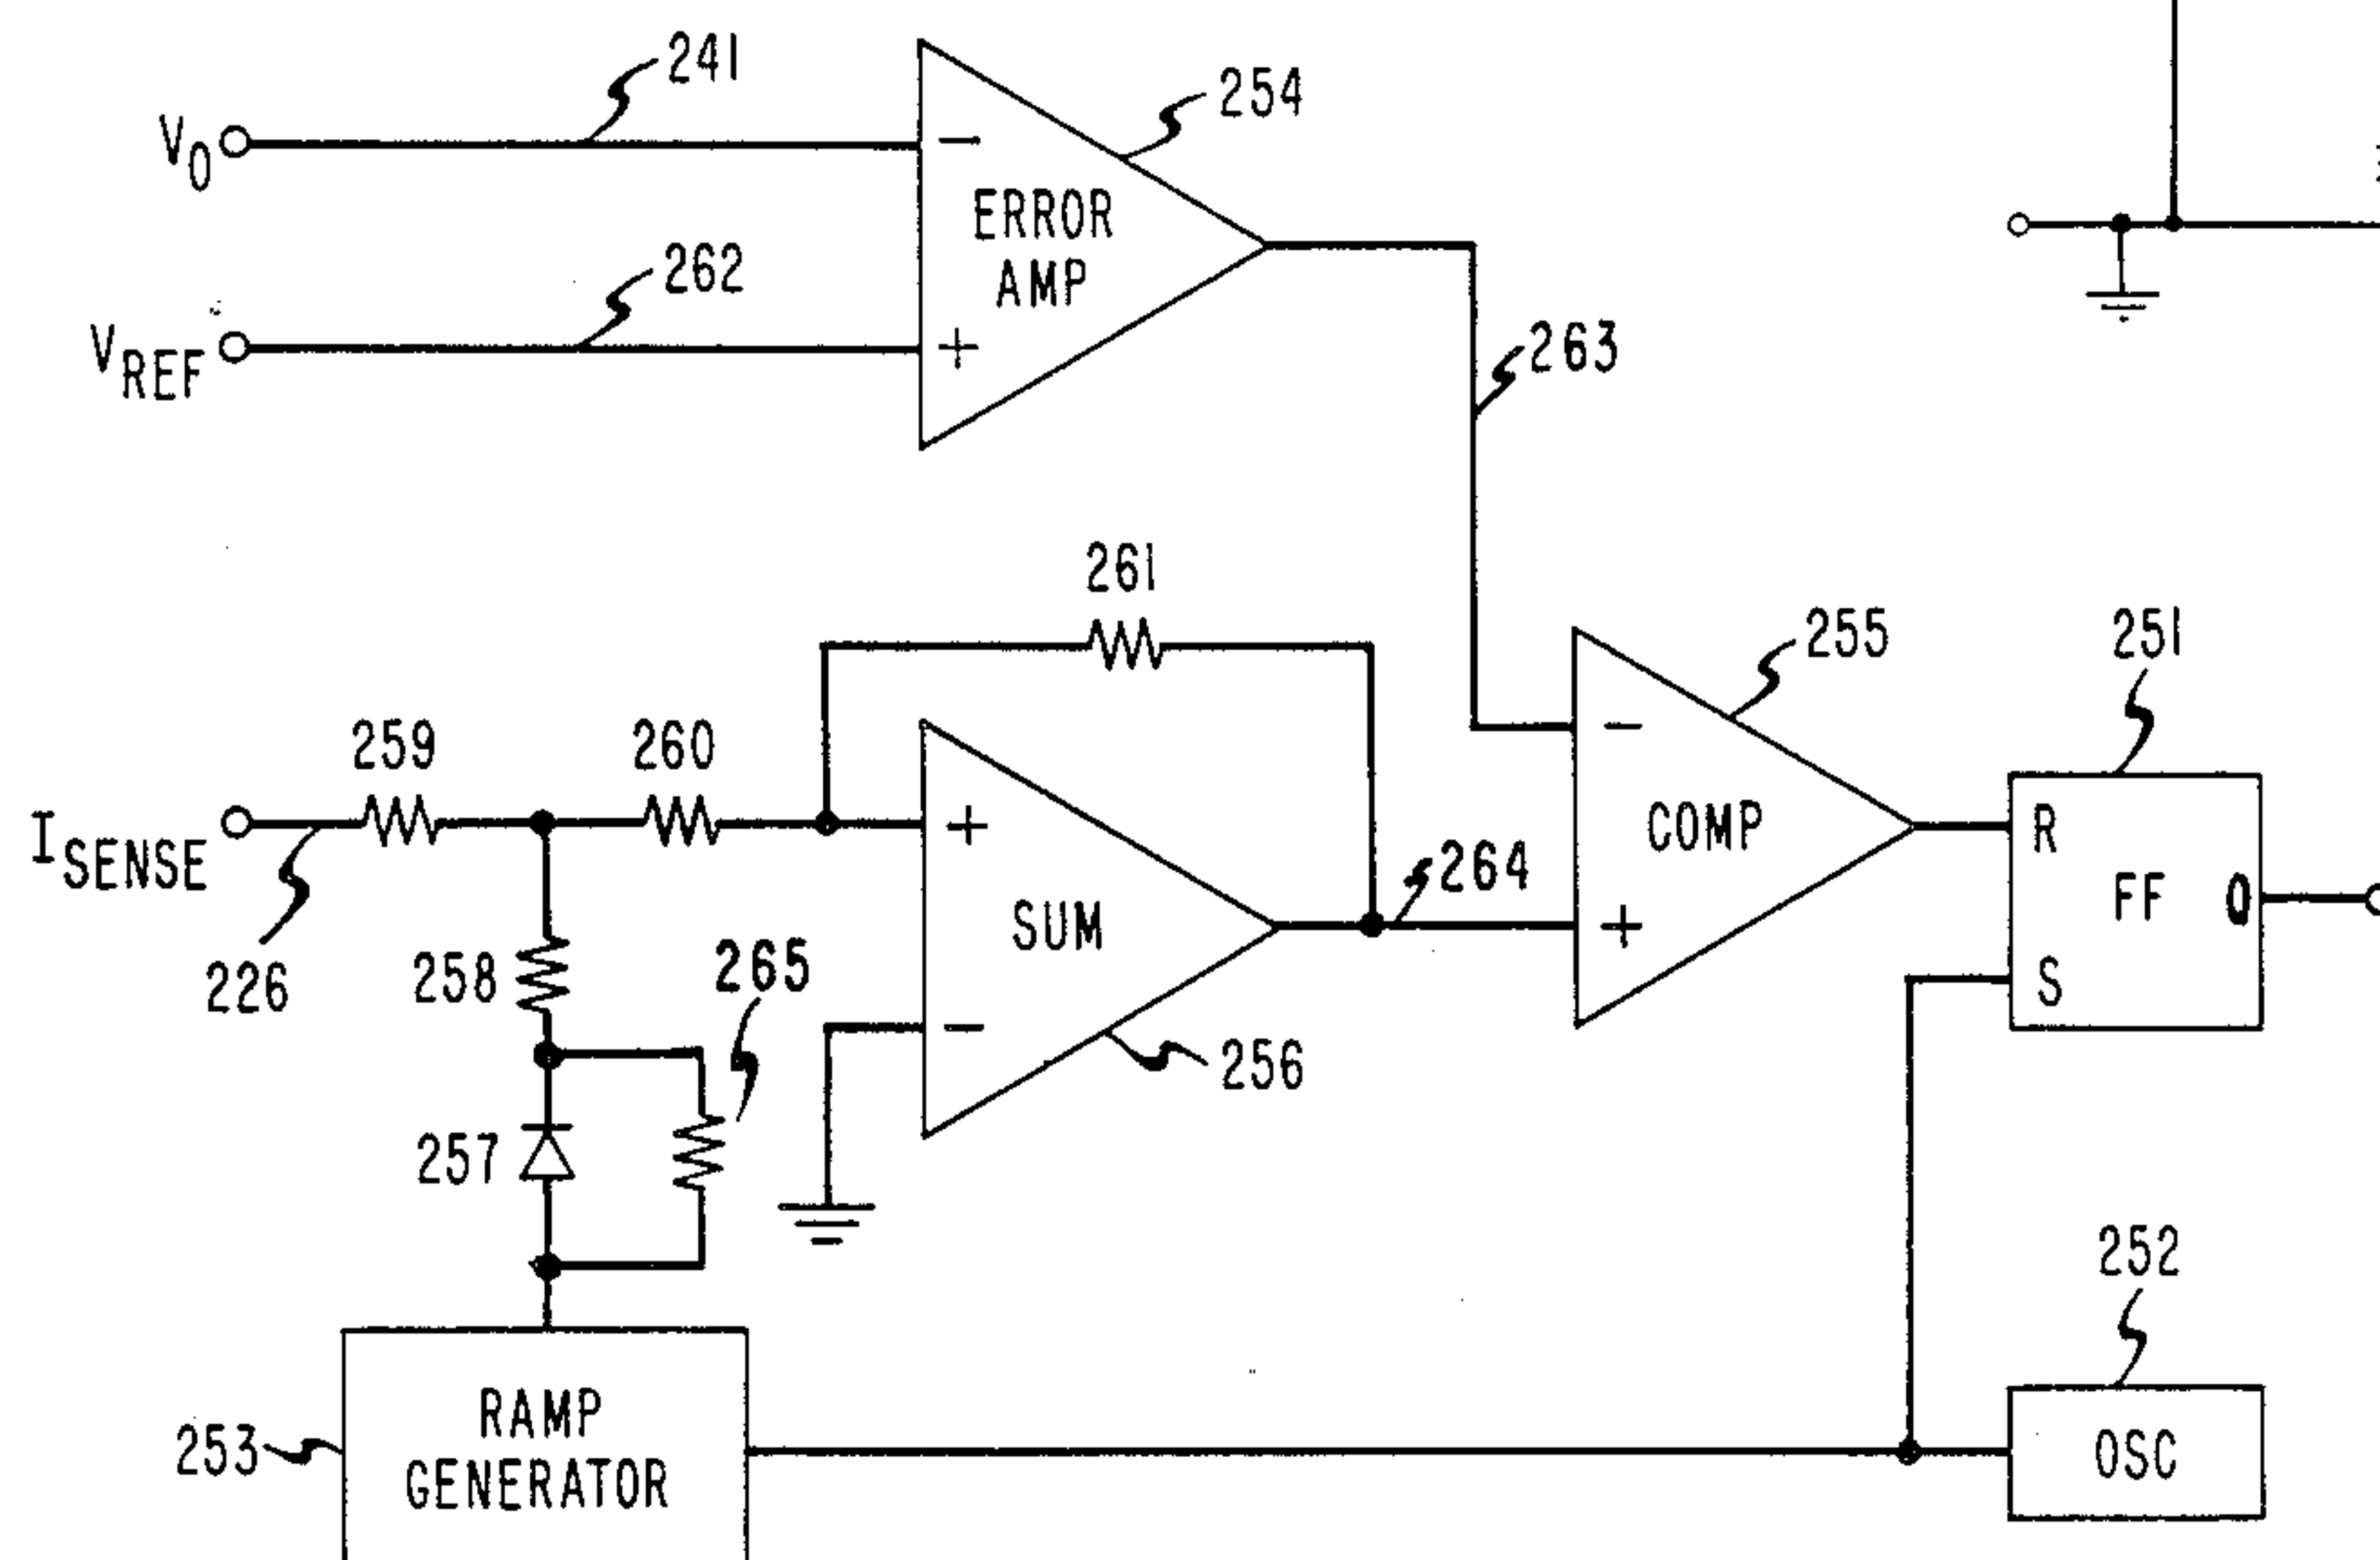 241
V0
254
ERROR
AMP
262
VREF
263
261
255
251
259
260
ISENSE
226
+
SUM
264
COMP
R
FF
Q
S
258
265
256
257
252
RAMP
GENERATOR
253
OSC